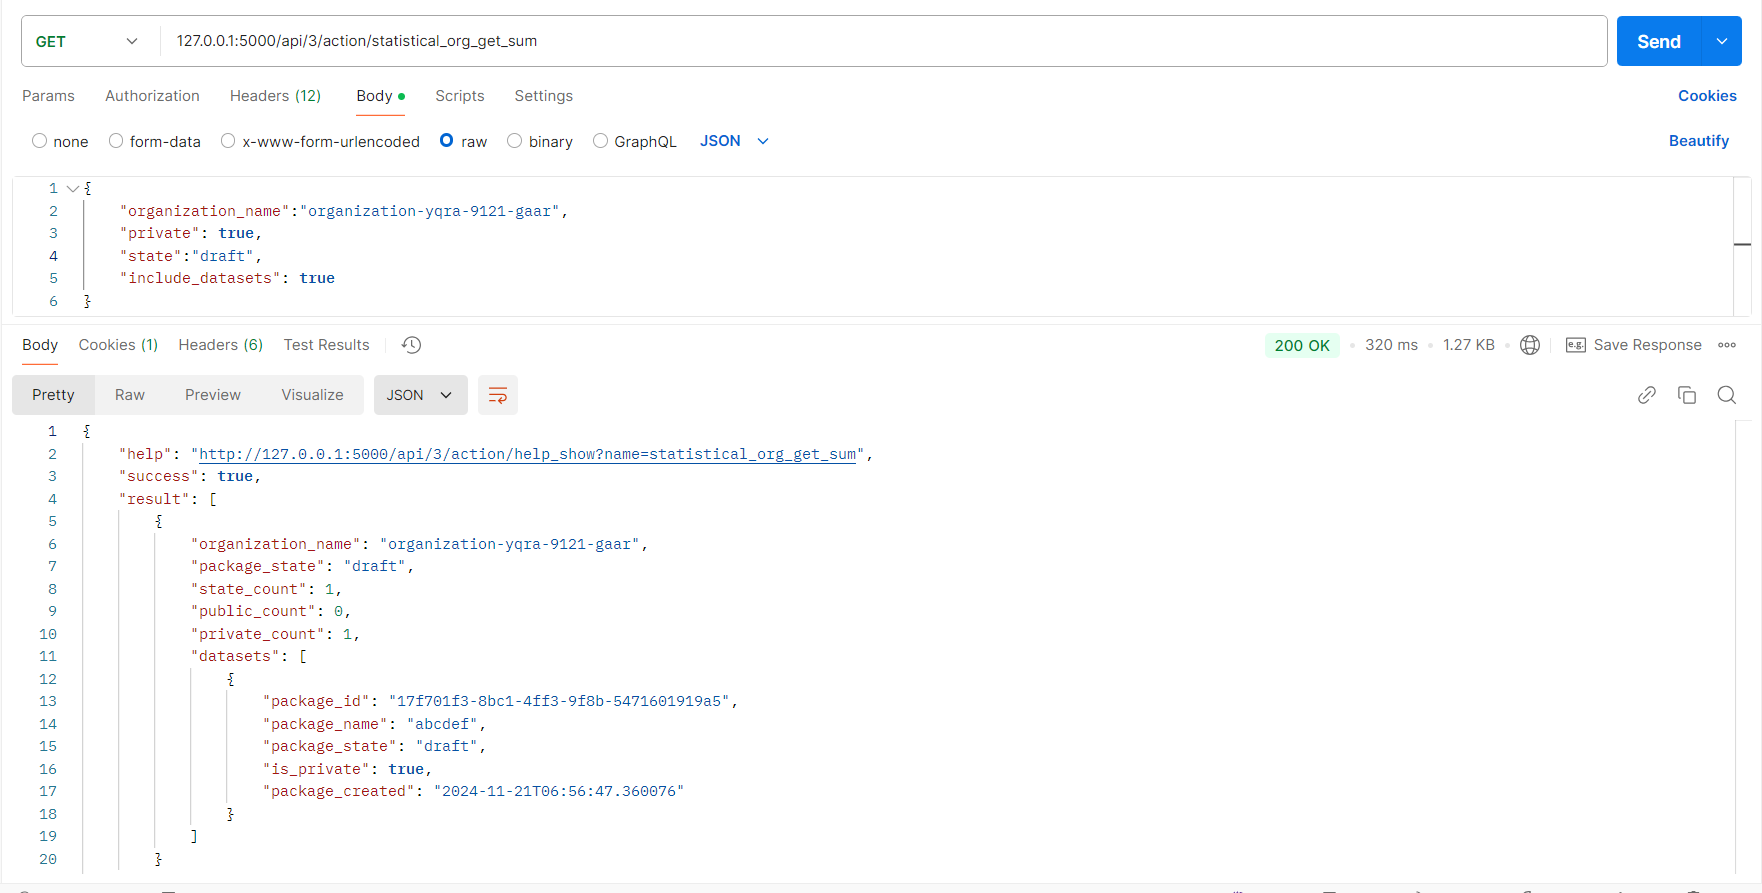 GET 127.0.0.1:5000/api/3/action/statistical_org_get_sum Send
Params Authorization Headers (12) Body Scripts Settings Cookies
none form-data x-www-form-urlencoded raw binary GraphQL JSON Beautify
1 {
2 "organization_name":"organization-yqra-9121-gaar",
3 "private": true,
4 "state":"draft",
5 "include_datasets": true
6 }
Body Cookies (1) Headers (6) Test Results 200 OK 320 ms 1.27 KB e.g. Save Response
Pretty Raw Preview Visualize JSON
1 {
2 "help": "http://127.0.0.1:5000/api/3/action/help_show?name=statistical_org_get_sum",
3 "success": true,
4 "result": [
5 {
6 "organization_name": "organization-yqra-9121-gaar",
7 "package_state": "draft",
8 "state_count": 1,
9 "public_count": 0,
10 "private_count": 1,
11 "datasets": [
12 {
13 "package_id": "17f701f3-8bc1-4ff3-9f8b-5471601919a5",
14 "package_name": "abcdef",
15 "package_state": "draft",
16 "is_private": true,
17 "package_created": "2024-11-21T06:56:47.360076"
18 }
19 ]
20 }